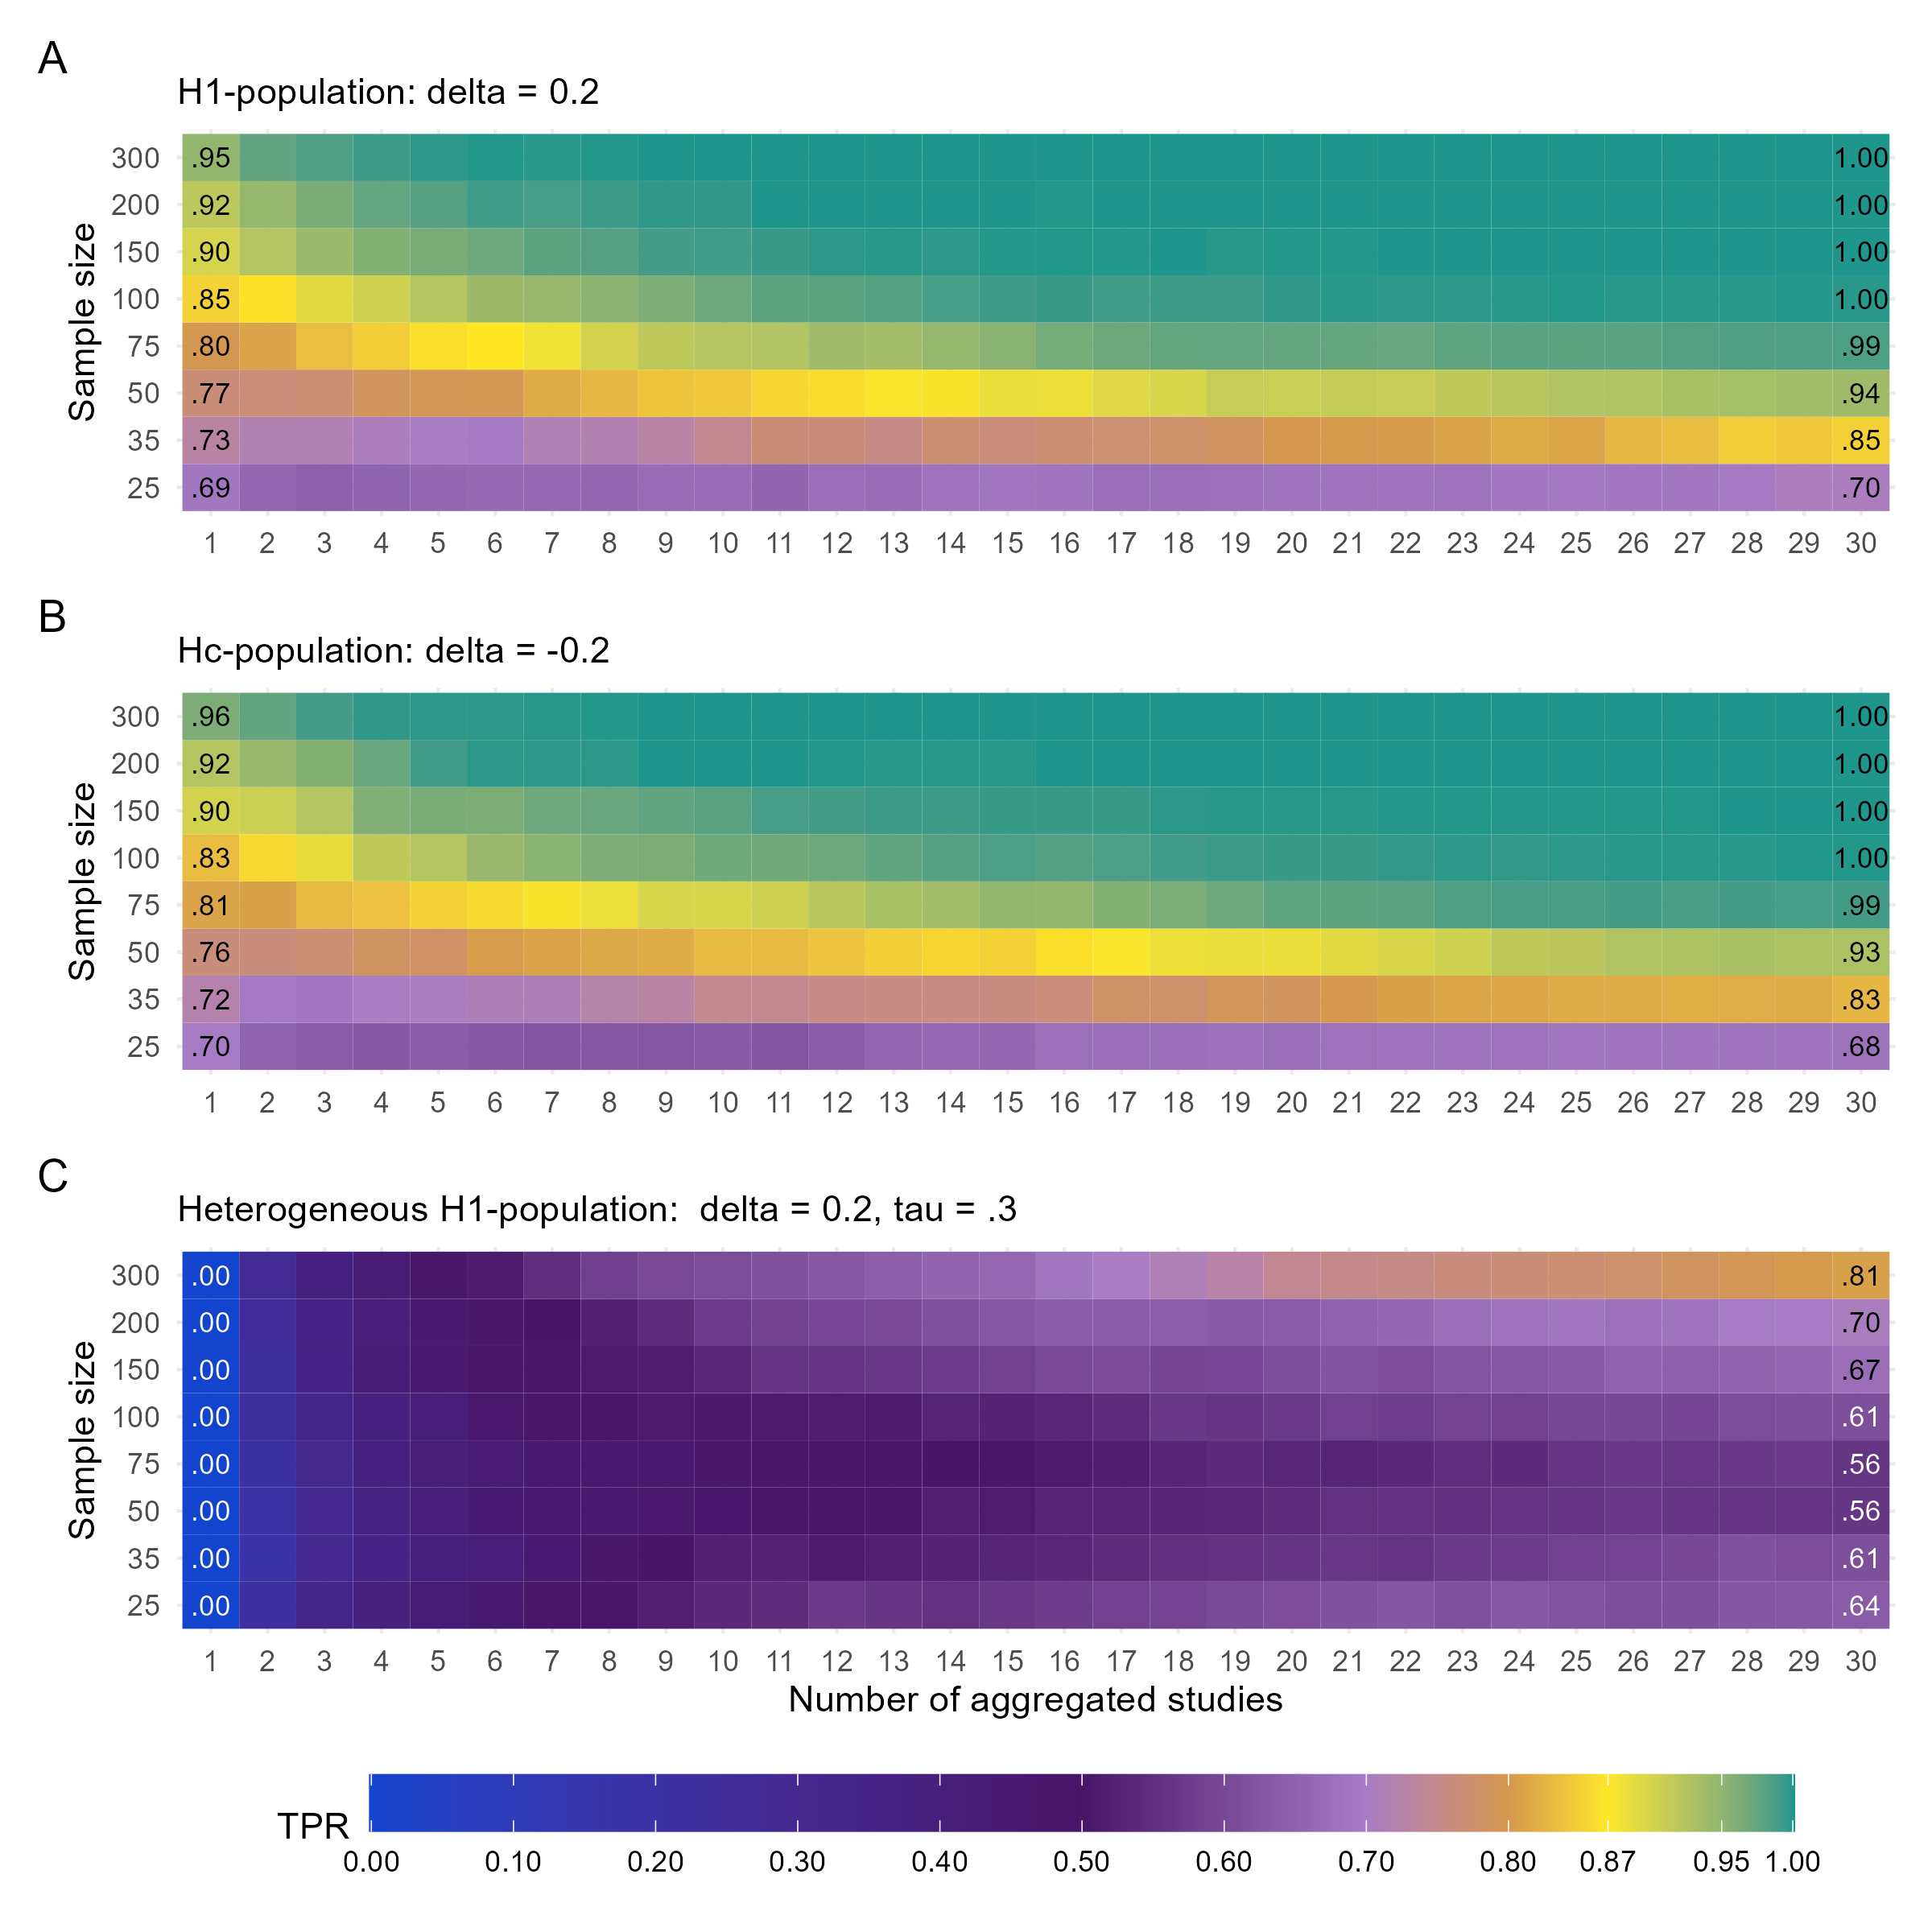 A
H1-population: delta = 0.2
Sample size
300 .95 1.00
200 .92 1.00
150 .90 1.00
100 .85 1.00
75 .80 .99
50 .77 .94
35 .73 .85
25 .69 .70
1 2 3 4 5 6 7 8 9 10 11 12 13 14 15 16 17 18 19 20 21 22 23 24 25 26 27 28 29 30
B
Hc-population: delta = -0.2
Sample size
300 .96 1.00
200 .92 1.00
150 .90 1.00
100 .83 1.00
75 .81 .99
50 .76 .93
35 .72 .83
25 .70 .68
1 2 3 4 5 6 7 8 9 10 11 12 13 14 15 16 17 18 19 20 21 22 23 24 25 26 27 28 29 30
C
Heterogeneous H1-population:  delta = 0.2, tau = .3
Sample size
300 .00 .81
200 .00 .70
150 .00 .67
100 .00 .61
75 .00 .56
50 .00 .56
35 .00 .61
25 .00 .64
1 2 3 4 5 6 7 8 9 10 11 12 13 14 15 16 17 18 19 20 21 22 23 24 25 26 27 28 29 30
Number of aggregated studies
TPR
0.00 0.10 0.20 0.30 0.40 0.50 0.60 0.70 0.80 0.87 0.95 1.00